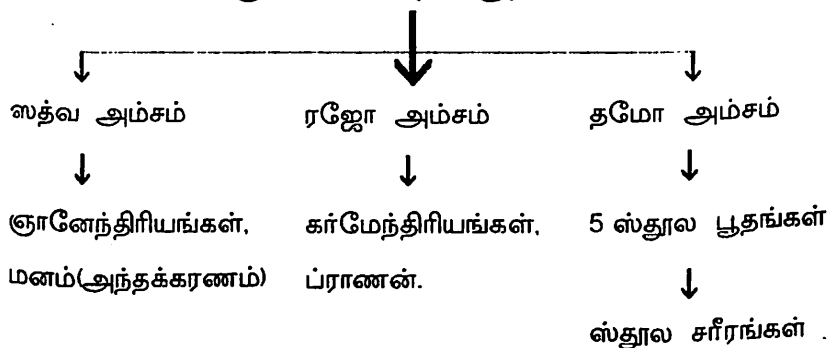 ஸத்வ அம்சம் ரஜோ அம்சம் தமோ அம்சம்
ஞானேந்திரியங்கள், கர்மேந்திரியங்கள், 5 ஸ்தூல பூதங்கள்
மனம்(அந்தக்கரணம்) ப்ராணன்.
ஸ்தூல சரீரங்கள் .